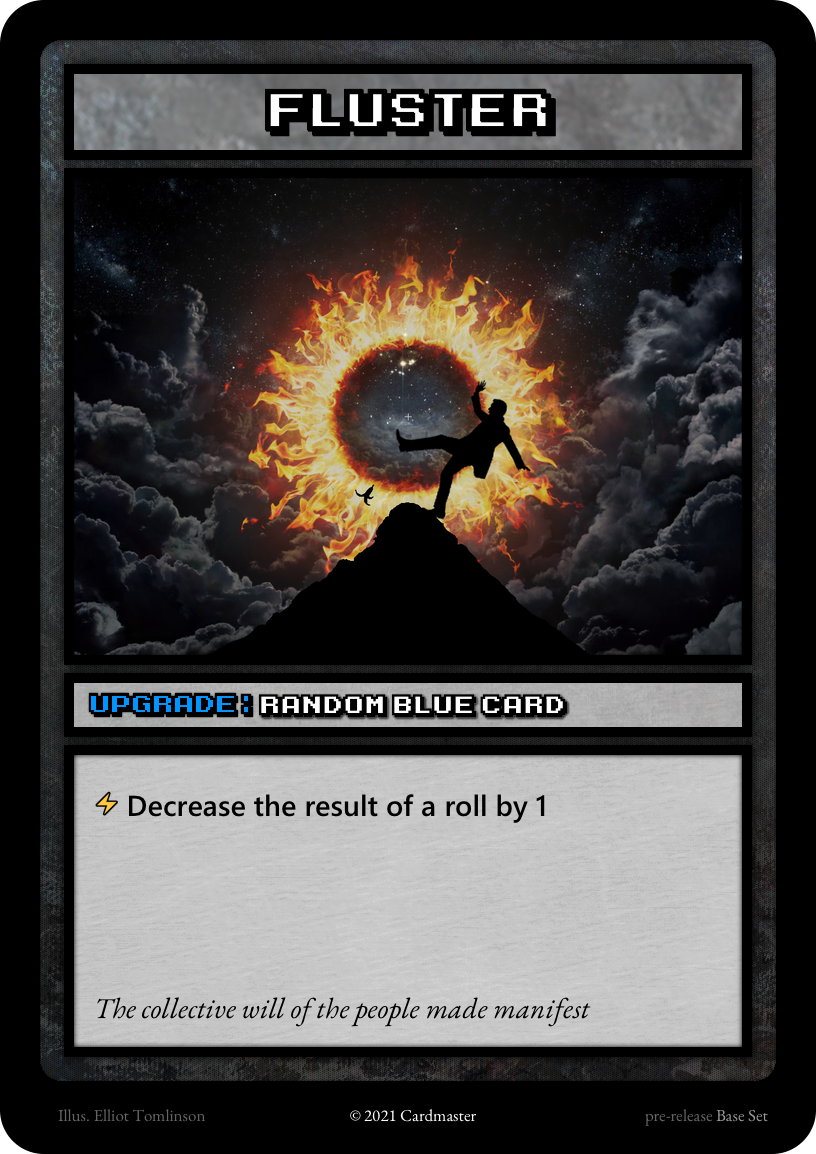 FLUSTER
UPGRADE: RANDOM BLUE CARD
⚡ Decrease the result of a roll by 1
The collective will of the people made manifest
Illus. Elliot Tomlinson
© 2021 Cardmaster
pre-release Base Set